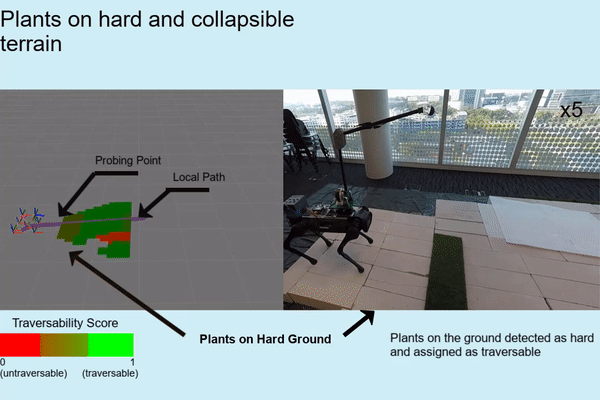 Plants on hard and collapsible
terrain
x5
Probing Point
Local Path
Traversability Score
0
1
(untraversable)
(traversable)
Plants on Hard Ground
Plants on the ground detected as hard
and assigned as traversable